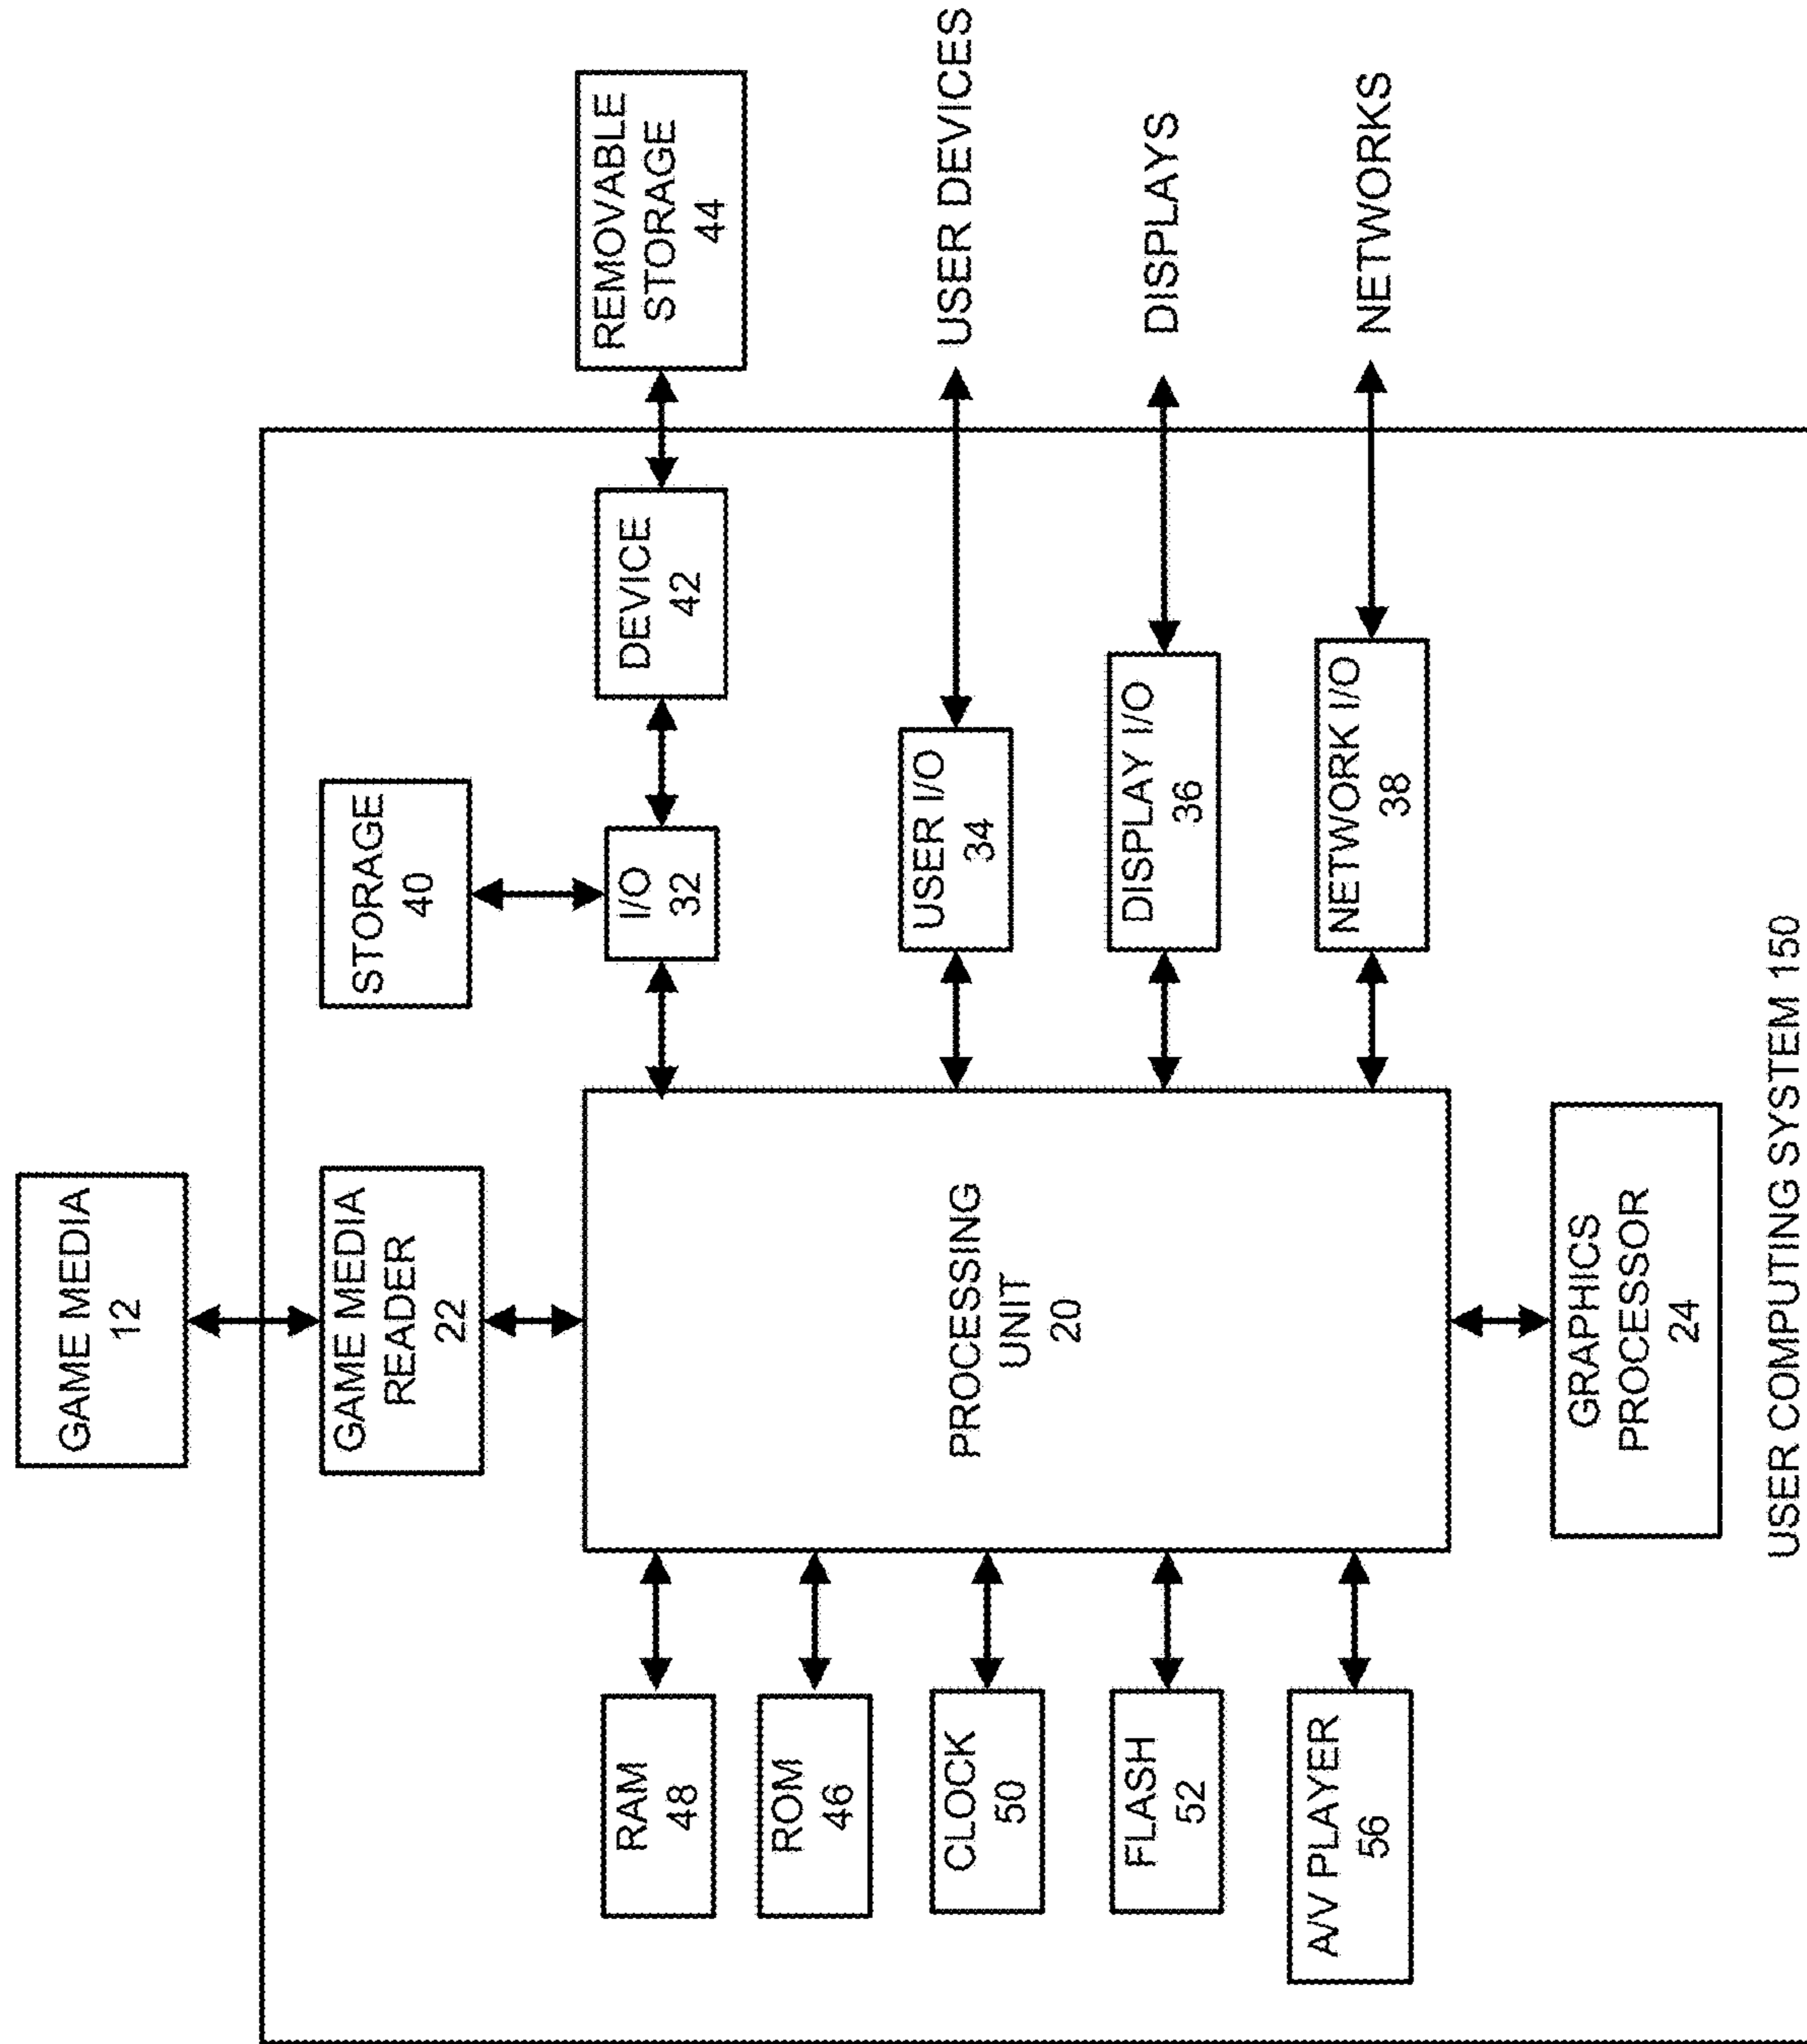 GAME MEDIA
12
GAME MEDIA
READER
22
STORAGE
40
RAM
48
ROM
46
CLOCK
50
FLASH
52
A/V PLAYER
56
PROCESSING
UNIT
20
I/O
32
DEVICE
42
REMOVABLE
STORAGE
44
USER I/O
34
USER DEVICES
DISPLAY I/O
36
DISPLAYS
NETWORK I/O
38
NETWORKS
GRAPHICS
PROCESSOR
24
USER COMPUTING SYSTEM 150